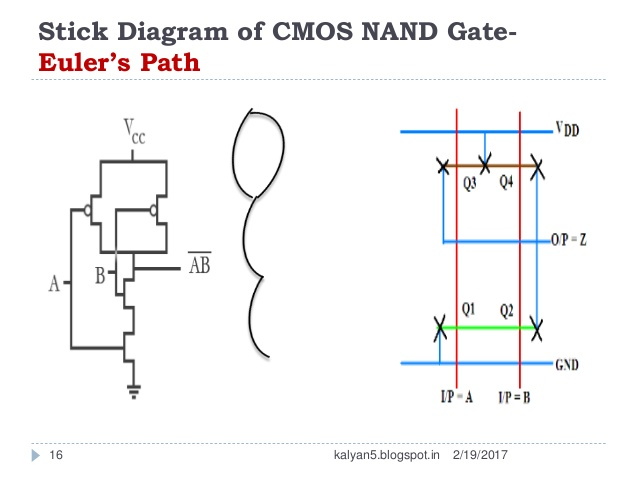 Stick Diagram of CMOS NAND Gate-
Euler's Path
Vcc
A
B
AB
VDD
Q3 Q4
O/P = Z
Q1 Q2
GND
I/P = A I/P = B
16 kalyan5.blogspot.in 2/19/2017